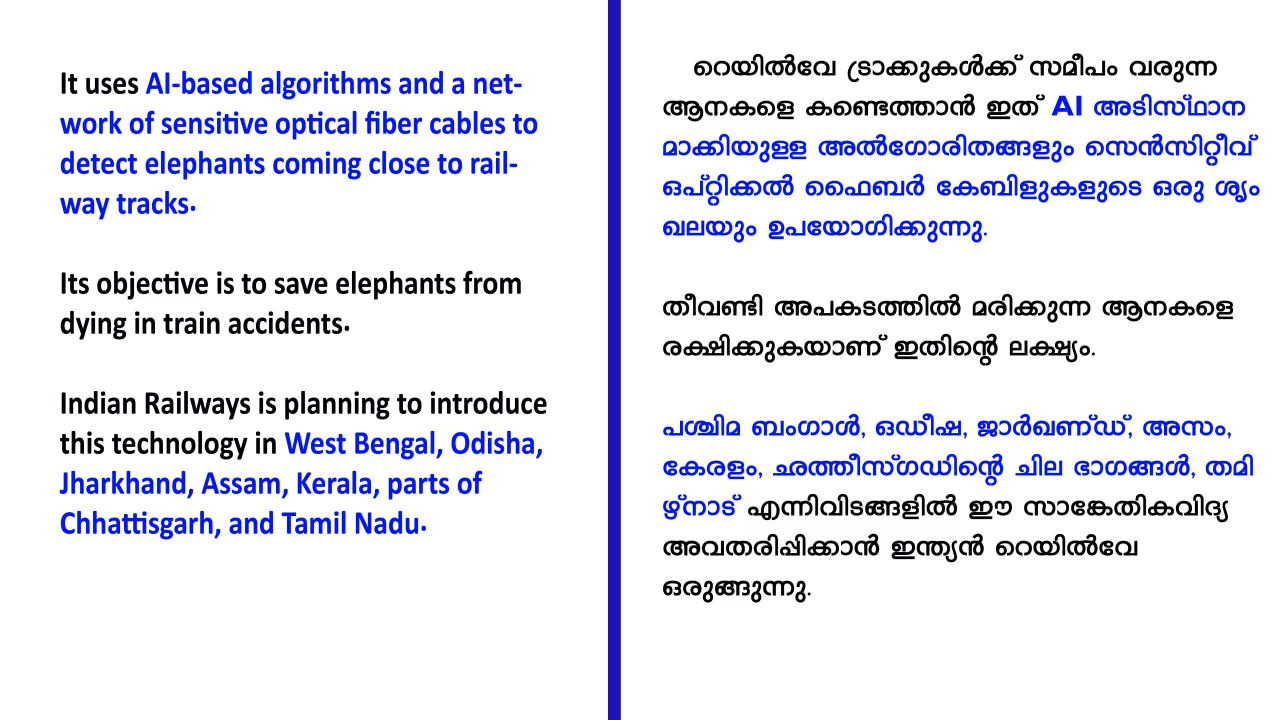 It uses AI-based algorithms and a net-
work of sensitive optical fiber cables to
detect elephants coming close to rail-
way tracks.
Its objective is to save elephants from
dying in train accidents.
Indian Railways is planning to introduce
this technology in West Bengal, Odisha,
Jharkhand, Assam, Kerala, parts of
Chhattisgarh, and Tamil Nadu.
റെയിൽവേ ട്രാക്കുകൾക്ക് സമീപം വരുന്ന
ആനകളെ കണ്ടെത്താൻ ഇത് AI അടിസ്ഥാന
മാക്കിയുളള അൽഗോരിതങ്ങളും സെൻസിറ്റീവ്
ഒപ്റ്റിക്കൽ ഫൈബർ കേബിളുകളുടെ ഒരു ശൃം
ഖലയും ഉപയോഗിക്കുന്നു.
തീവണ്ടി അപകടത്തിൽ മരിക്കുന്ന ആനകളെ
രക്ഷിക്കുകയാണ് ഇതിന്റെ ലക്ഷ്യം.
പശ്ചിമ ബംഗാൾ, ഒഡീഷ, ജാർഖണ്ഡ്, അസം,
കേരളം, ഛത്തീസ്ഗഡിന്റെ ചില ഭാഗങ്ങൾ, തമി
ഴ്നാട് എന്നിവിടങ്ങളിൽ ഈ സാങ്കേതികവിദ്യ
അവതരിപ്പിക്കാൻ ഇന്ത്യൻ റെയിൽവേ
ഒരുങ്ങുന്നു.